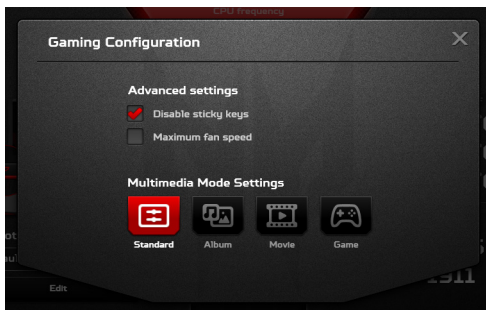 CPU frequency
Gaming Configuration
Advanced settings
Disable sticky keys
Maximum fan speed
Multimedia Mode Settings
Standard Album Movie Game
Edit
1911